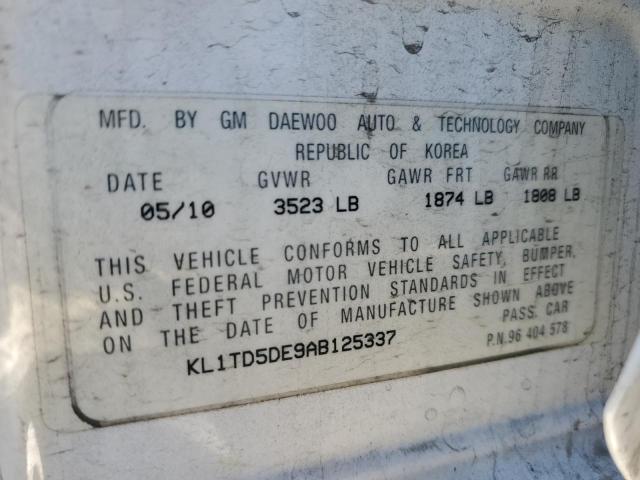 MFD. BY GM DAEWOO AUTO & TECHNOLOGY COMPANY
REPUBLIC OF KOREA
DATE GVWR GAWR FRT GAWR RR
05/10 3523 LB 1874 LB 1808 LB
THIS VEHICLE CONFORMS TO ALL APPLICABLE
U.S. FEDERAL MOTOR VEHICLE SAFETY, BUMPER,
AND THEFT PREVENTION STANDARDS IN EFFECT
ON THE DATE OF MANUFACTURE SHOWN ABOVE
PASS. CAR
KL1TD5DE9AB125337 P.N.96 404 578